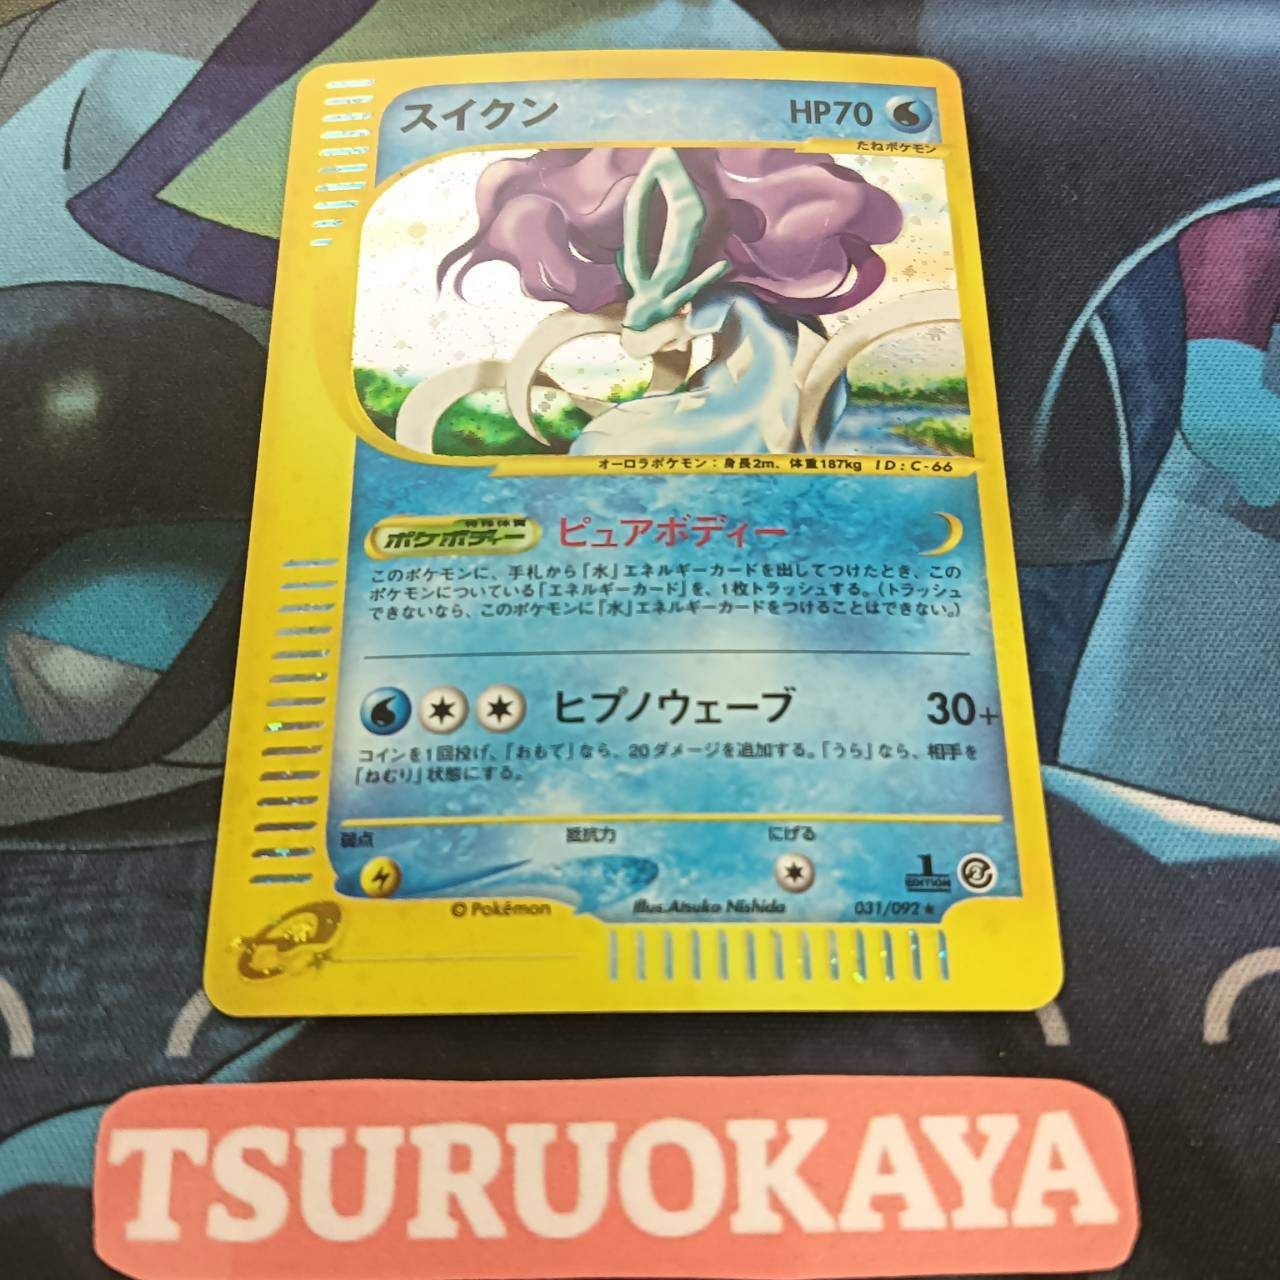 スイクン HP70
たねポケモン
オーロラポケモン：身長2m、体重187kg ID:C-66
特殊体質
ポケボディー ピュアボディー
このポケモンに、手札から「水」エネルギーカードを出してつけたとき、この
ポケモンについている「エネルギーカード」を、1枚トラッシュする。（トラッシュ
できないなら、このポケモンに「水」エネルギーカードをつけることはできない。）
ヒプノウェーブ 30+
コインを1回投げ、「おもて」なら、20ダメージを追加する。「うら」なら、相手を
「ねむり」状態にする。
弱点 抵抗力 にげる
1
EDITION
© Pokémon Illus.Atsuko Nishida 031/092 ★
TSURUOKAYA